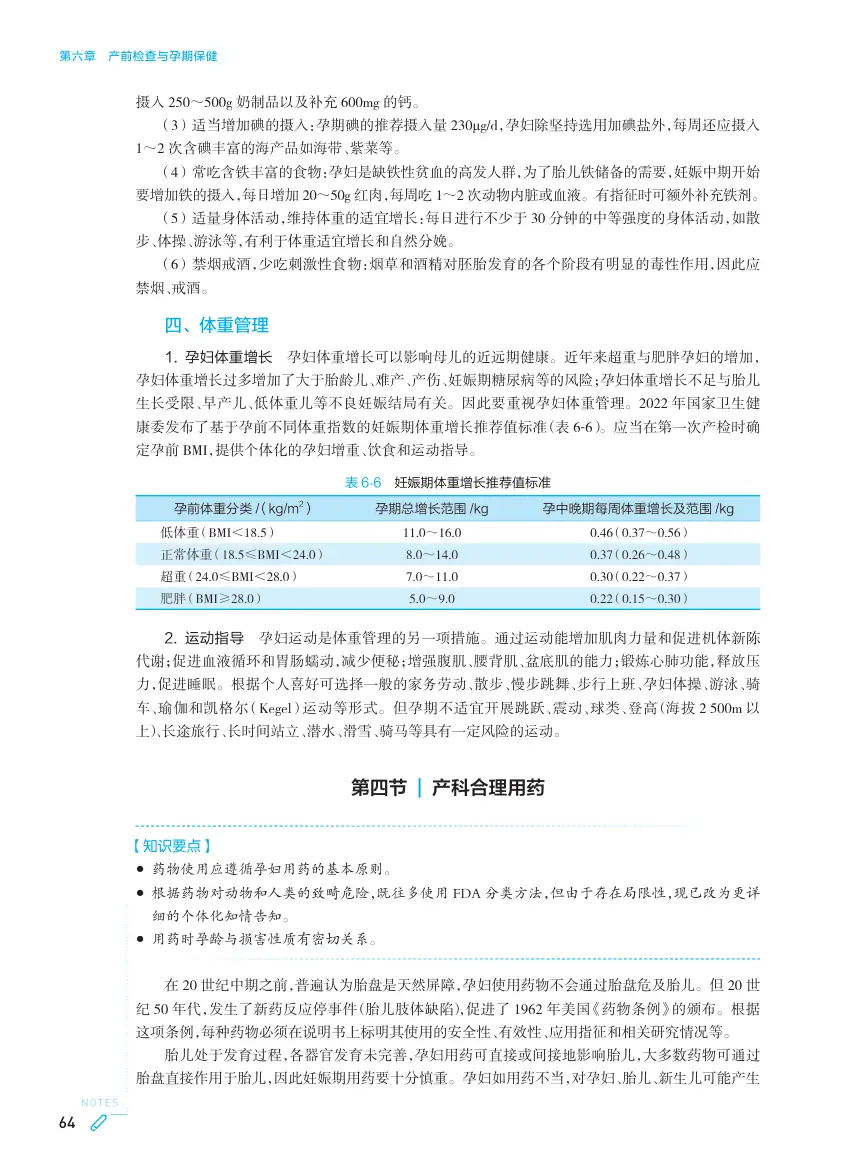 第六章 产前检查与孕期保健
摄入 250～500g 奶制品以及补充 600mg 的钙。
（3）适当增加碘的摄入：孕期碘的推荐摄入量 230μg/d，孕妇除坚持选用加碘盐外，每周还应摄入
1～2 次含碘丰富的海产品如海带、紫菜等。
（4）常吃含铁丰富的食物：孕妇是缺铁性贫血的高发人群，为了胎儿铁储备的需要，妊娠中期开始
要增加铁的摄入，每日增加 20～50g 红肉，每周吃 1～2 次动物内脏或血液。有指征时可额外补充铁剂。
（5）适量身体活动，维持体重的适宜增长：每日进行不少于 30 分钟的中等强度的身体活动，如散
步、体操、游泳等，有利于体重适宜增长和自然分娩。
（6）禁烟戒酒，少吃刺激性食物：烟草和酒精对胚胎发育的各个阶段有明显的毒性作用，因此应
禁烟、戒酒。
四、体重管理
1. 孕妇体重增长 孕妇体重增长可以影响母儿的近远期健康。近年来超重与肥胖孕妇的增加，
孕妇体重增长过多增加了大于胎龄儿、难产、产伤、妊娠期糖尿病等的风险；孕妇体重增长不足与胎儿
生长受限、早产儿、低体重儿等不良妊娠结局有关。因此要重视孕妇体重管理。2022 年国家卫生健
康委发布了基于孕前不同体重指数的妊娠期体重增长推荐值标准（表 6-6）。应当在第一次产检时确
定孕前 BMI，提供个体化的孕妇增重、饮食和运动指导。
表 6-6 妊娠期体重增长推荐值标准
孕前体重分类 /（kg/m²） 孕期总增长范围 /kg 孕中晚期每周体重增长及范围 /kg
低体重（BMI＜18.5） 11.0～16.0 0.46（0.37～0.56）
正常体重（18.5≤BMI＜24.0） 8.0～14.0 0.37（0.26～0.48）
超重（24.0≤BMI＜28.0） 7.0～11.0 0.30（0.22～0.37）
肥胖（BMI≥28.0） 5.0～9.0 0.22（0.15～0.30）
2. 运动指导 孕妇运动是体重管理的另一项措施。通过运动能增加肌肉力量和促进机体新陈
代谢；促进血液循环和胃肠蠕动，减少便秘；增强腹肌、腰背肌、盆底肌的能力；锻炼心肺功能，释放压
力，促进睡眠。根据个人喜好可选择一般的家务劳动、散步、慢步跳舞、步行上班、孕妇体操、游泳、骑
车、瑜伽和凯格尔（Kegel）运动等形式。但孕期不适宜开展跳跃、震动、球类、登高（海拔 2 500m 以
上）、长途旅行、长时间站立、潜水、滑雪、骑马等具有一定风险的运动。
第四节 | 产科合理用药
【知识要点】
● 药物使用应遵循孕妇用药的基本原则。
● 根据药物对动物和人类的致畸危险，既往多使用 FDA 分类方法，但由于存在局限性，现已改为更详
细的个体化知情告知。
● 用药时孕龄与损害性质有密切关系。
在 20 世纪中期之前，普遍认为胎盘是天然屏障，孕妇使用药物不会通过胎盘危及胎儿。但 20 世
纪 50 年代，发生了新药反应停事件（胎儿肢体缺陷），促进了 1962 年美国《药物条例》的颁布。根据
这项条例，每种药物必须在说明书上标明其使用的安全性、有效性、应用指征和相关研究情况等。
胎儿处于发育过程，各器官发育未完善，孕妇用药可直接或间接地影响胎儿，大多数药物可通过
胎盘直接作用于胎儿，因此妊娠期用药要十分慎重。孕妇如用药不当，对孕妇、胎儿、新生儿可能产生
NOTES
64